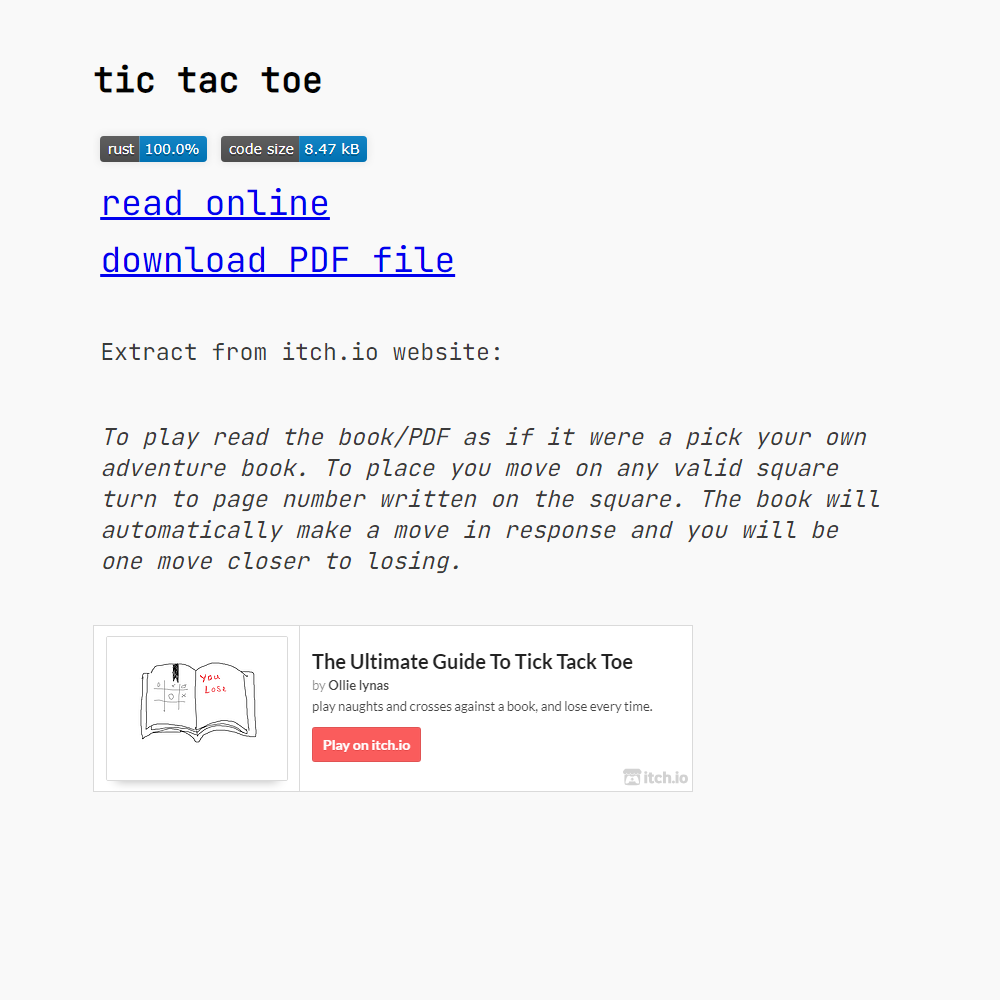 tic tac toe
rust 100.0% code size 8.47 kB
read online
download PDF file
Extract from itch.io website:
To play read the book/PDF as if it were a pick your own
adventure book. To place you move on any valid square
turn to page number written on the square. The book will
automatically make a move in response and you will be
one move closer to losing.
You
Lose
The Ultimate Guide To Tick Tack Toe
by Ollie lynas
play naughts and crosses against a book, and lose every time.
Play on itch.io
itch.io